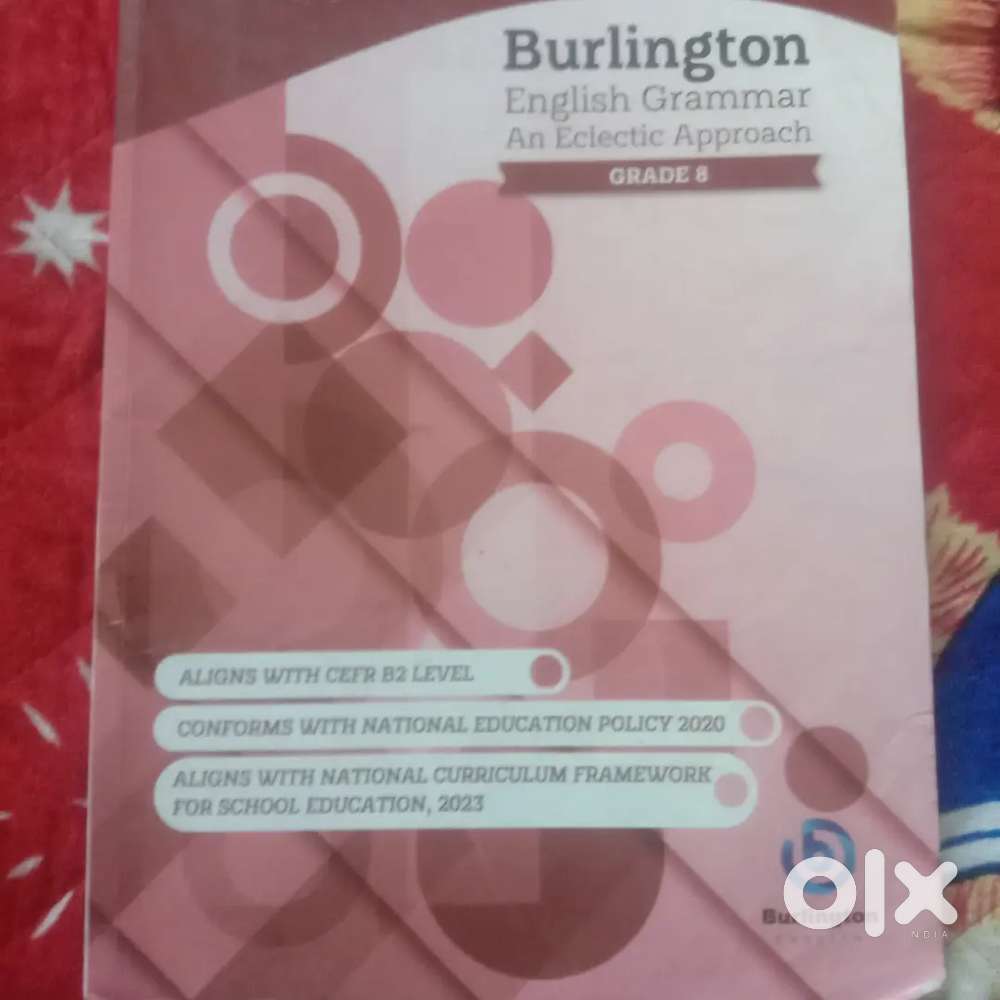 Burlington
English Grammar
An Eclectic Approach
GRADE 8
ALIGNS WITH CEFR B2 LEVEL
CONFORMS WITH NATIONAL EDUCATION POLICY 2020
ALIGNS WITH NATIONAL CURRICULUM FRAMEWORK
FOR SCHOOL EDUCATION, 2023
b
Burlington
olx
INDIA